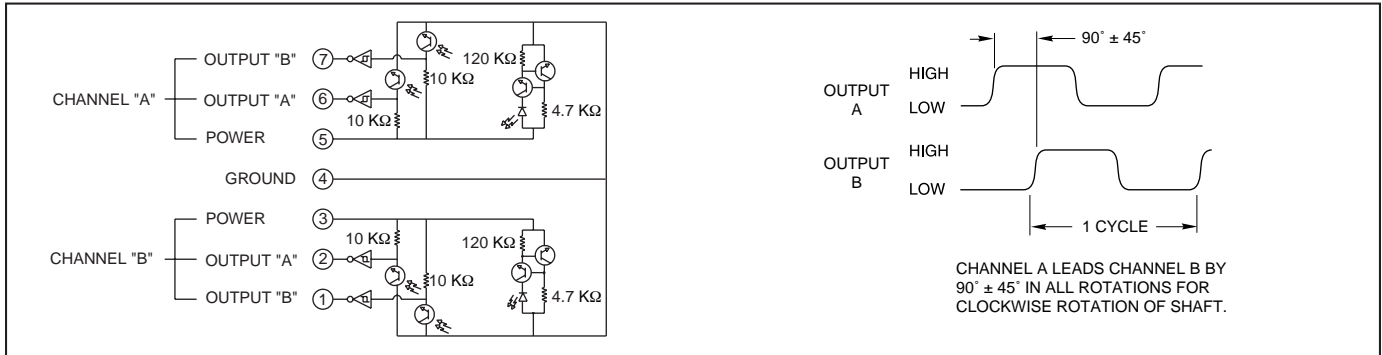 CHANNEL "A"
OUTPUT "B" 7
OUTPUT "A" 6
POWER 5
GROUND 4
CHANNEL "B"
POWER 3
OUTPUT "A" 2
OUTPUT "B" 1
10 KΩ
10 KΩ
120 KΩ
4.7 KΩ
10 KΩ
10 KΩ
120 KΩ
4.7 KΩ
90˚ ± 45˚
OUTPUT
A
HIGH
LOW
OUTPUT
B
HIGH
LOW
1 CYCLE
CHANNEL A LEADS CHANNEL B BY
90˚ ± 45˚ IN ALL ROTATIONS FOR
CLOCKWISE ROTATION OF SHAFT.